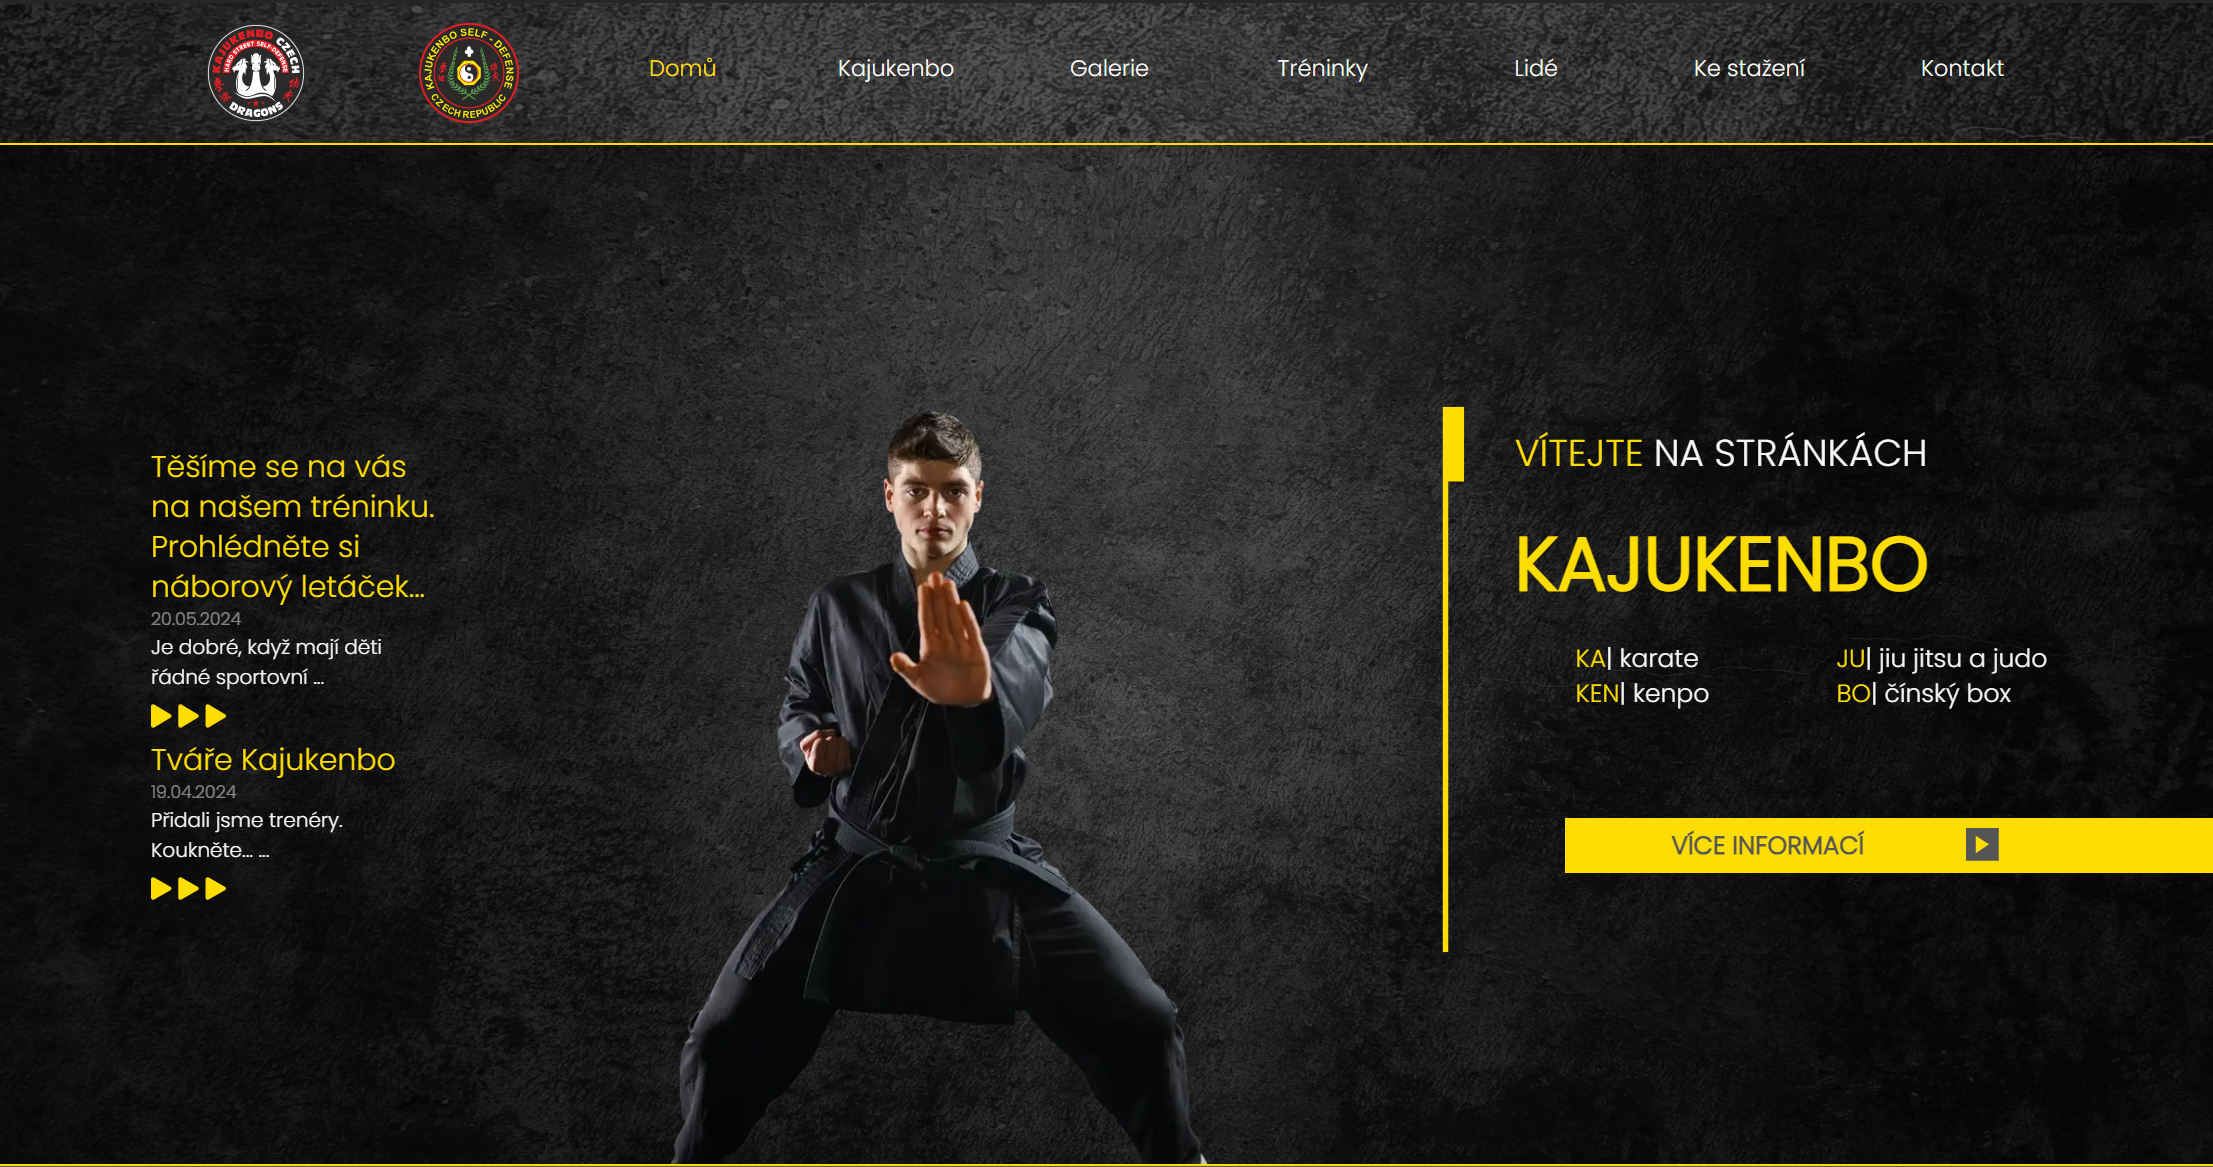 KAJUKENBO CZECH
HARD STREET SELF-DEFENSE
DRAGONS
KAJUKENBO SELF - DEFENSE
CZECH REPUBLIC
Domů
Kajukenbo
Galerie
Tréninky
Lidé
Ke stažení
Kontakt
Těšíme se na vás
na našem tréninku.
Prohlédněte si
náborový letáček...
20.05.2024
Je dobré, když mají děti
řádné sportovní ...
Tváře Kajukenbo
19.04.2024
Přidali jsme trenéry.
Koukněte... ...
VÍTEJTE NA STRÁNKÁCH
KAJUKENBO
KA| karate
JU| jiu jitsu a judo
KEN| kenpo
BO| čínský box
VÍCE INFORMACÍ